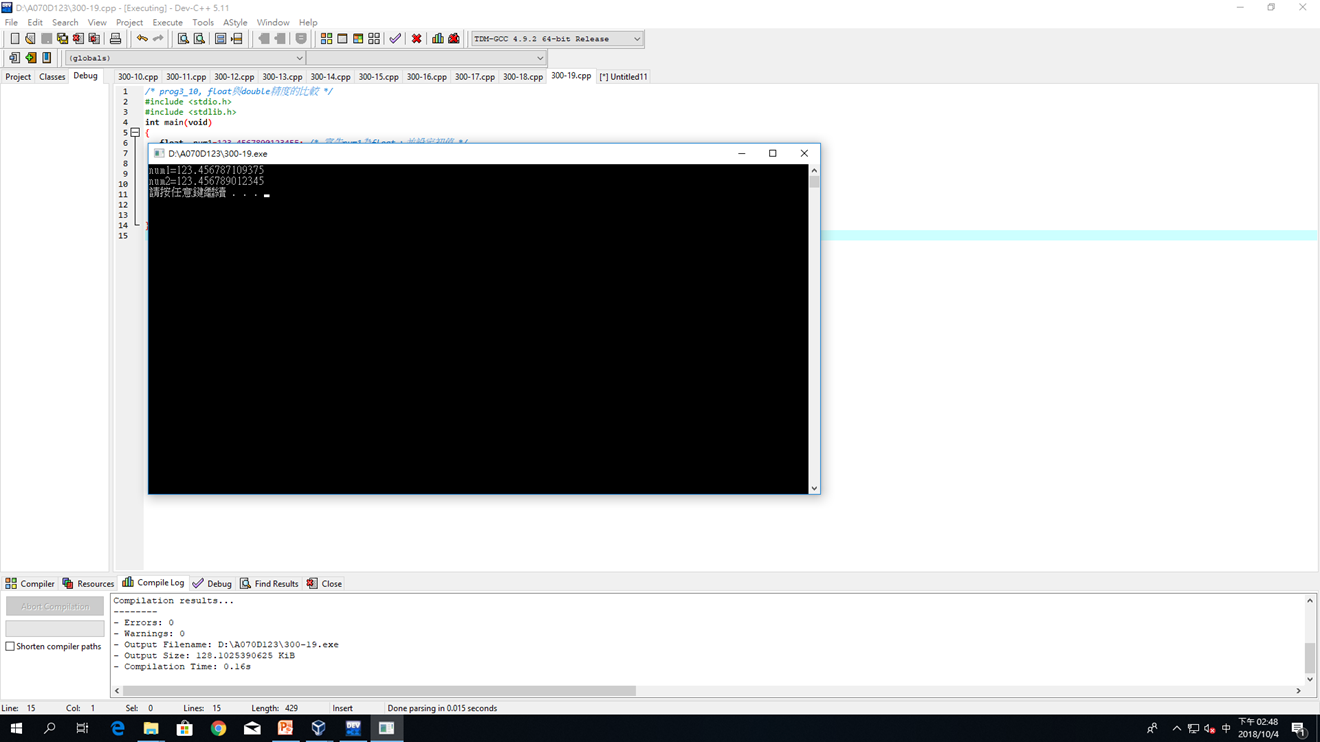 D:\A070D123\300-19.cpp - [Executing] - Dev-C++ 5.11
File Edit Search View Project Execute Tools AStyle Window Help
TDM-GCC 4.9.2 64-bit Release
(globals)
Project Classes Debug 300-10.cpp 300-11.cpp 300-12.cpp 300-13.cpp 300-14.cpp 300-15.cpp 300-16.cpp 300-17.cpp 300-18.cpp 300-19.cpp [*] Untitled11
1 /* prog3_10, float與double精度的比較 */
2 #include <stdio.h>
3 #include <stdlib.h>
4 int main(void)
5 {
6
7
8
9
10
11
12
13
14
15
D:\A070D123\300-19.exe
num1=123.456787109375
num2=123.456789012345
請按任意鍵繼續 . . .
Compiler Resources Compile Log Debug Find Results Close
Abort Compilation
Shorten compiler paths
Compilation results...
--------
- Errors: 0
- Warnings: 0
- Output Filename: D:\A070D123\300-19.exe
- Output Size: 128.1025390625 KiB
- Compilation Time: 0.16s
Line: 15 Col: 1 Sel: 0 Lines: 15 Length: 429 Insert Done parsing in 0.015 seconds
中
下午 02:48
2018/10/4